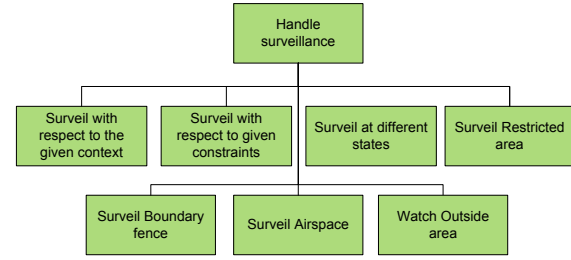 Handle
surveillance
Surveil with
respect to the
given context
Surveil with
respect to given
constraints
Surveil at different
states
Surveil Restricted
area
Surveil Boundary
fence
Surveil Airspace
Watch Outside
area